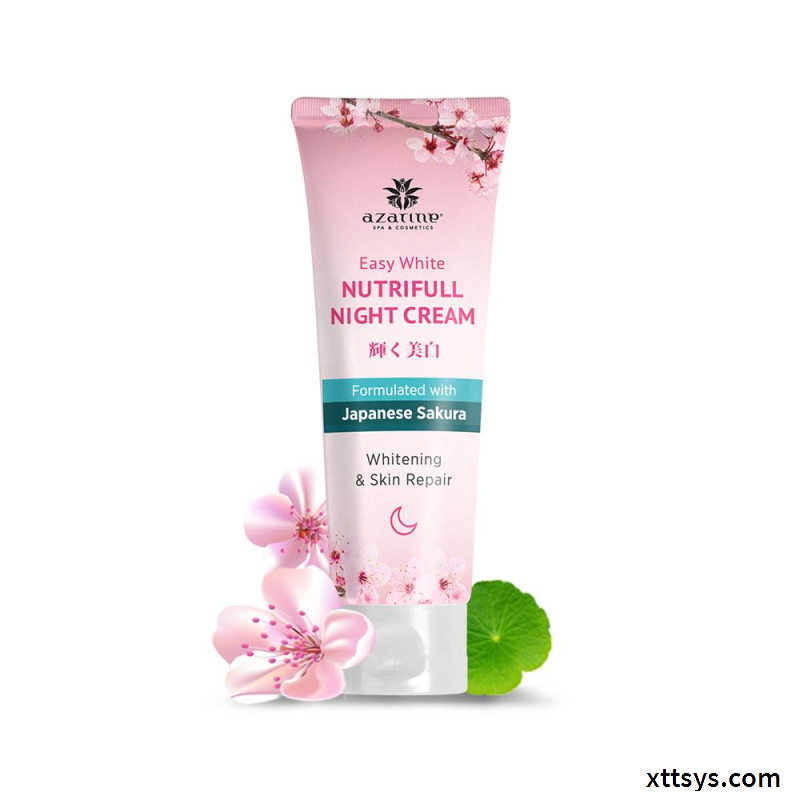 azarine®
SPA & COSMETICS
Easy White
NUTRIFULL
NIGHT CREAM
輝く美白
Formulated with
Japanese Sakura
Whitening
& Skin Repair
xttsys.com